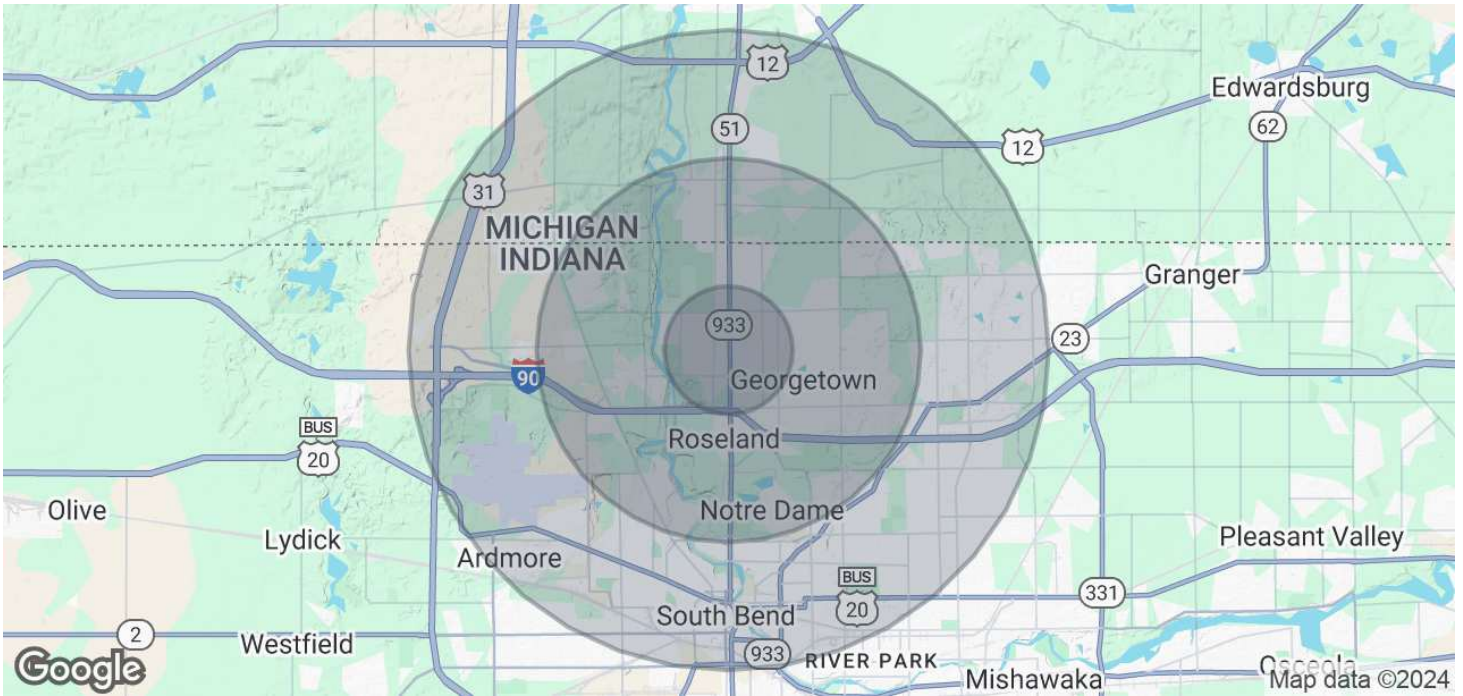 12
Edwardsburg
51
62
12
31
MICHIGAN
INDIANA
Granger
933
23
90
Georgetown
BUS
20
Roseland
Olive
Notre Dame
Lydick
Pleasant Valley
Ardmore
BUS
20
331
South Bend
2
Westfield
933
RIVER PARK
Mishawaka
Osceola
Google
Map data ©2024